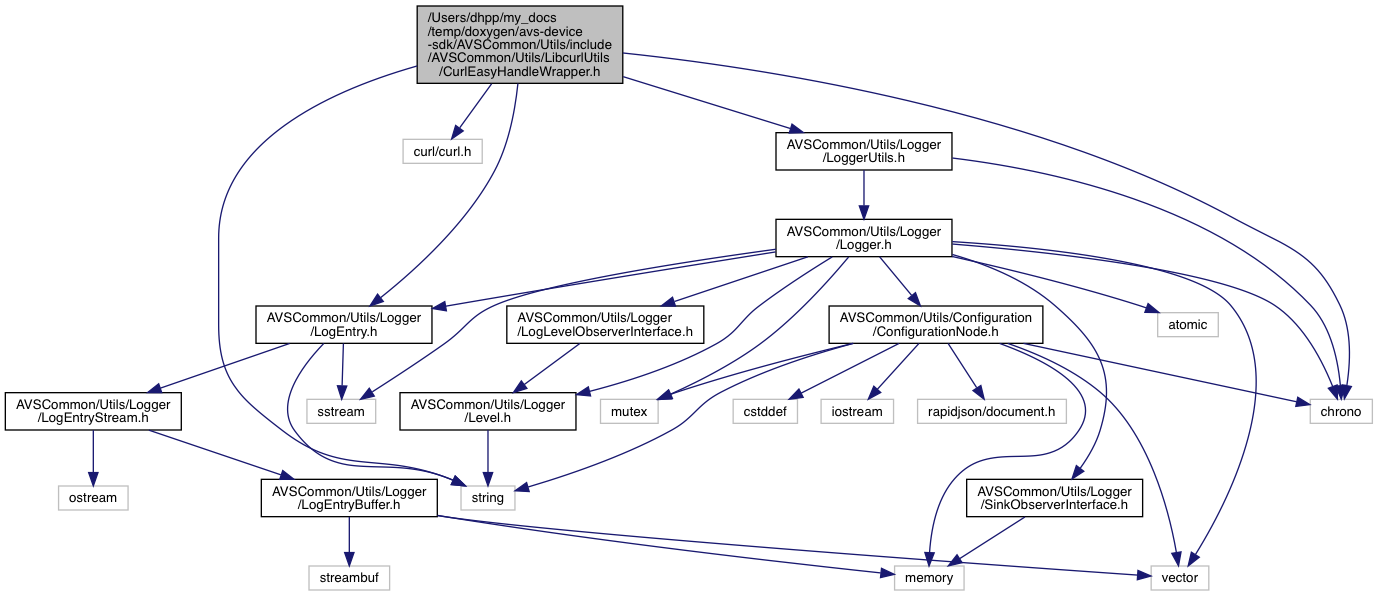 /Users/dhpp/my_docs
/temp/doxygen/avs-device
-sdk/AVSCommon/Utils/include
/AVSCommon/Utils/LibcurlUtils
/CurlEasyHandleWrapper.h
curl/curl.h
AVSCommon/Utils/Logger
/LoggerUtils.h
AVSCommon/Utils/Logger
/Logger.h
AVSCommon/Utils/Logger
/LogEntry.h
AVSCommon/Utils/Logger
/LogLevelObserverInterface.h
AVSCommon/Utils/Configuration
/ConfigurationNode.h
atomic
AVSCommon/Utils/Logger
/LogEntryStream.h
sstream
AVSCommon/Utils/Logger
/Level.h
mutex
cstddef
iostream
rapidjson/document.h
chrono
ostream
AVSCommon/Utils/Logger
/LogEntryBuffer.h
string
AVSCommon/Utils/Logger
/SinkObserverInterface.h
streambuf
memory
vector